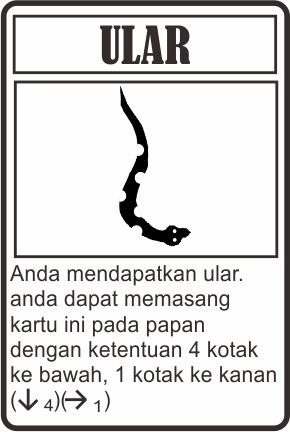 ULAR
Anda mendapatkan ular.
anda dapat memasang
kartu ini pada papan
dengan ketentuan 4 kotak
ke bawah, 1 kotak ke kanan
(↓ 4)(→ 1)